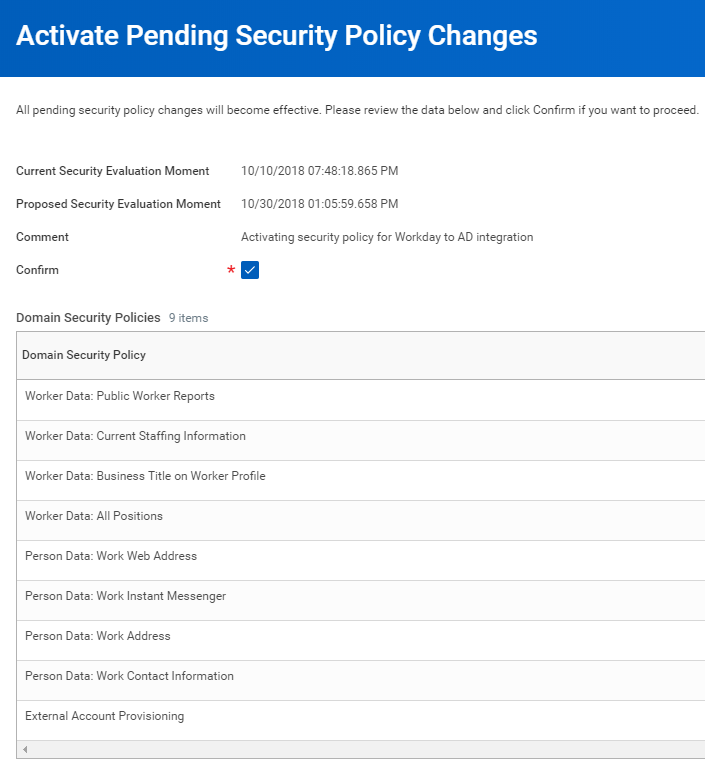 Activate Pending Security Policy Changes
All pending security policy changes will become effective. Please review the data below and click Confirm if you want to proceed.
Current Security Evaluation Moment 10/10/2018 07:48:18.865 PM
Proposed Security Evaluation Moment 10/30/2018 01:05:59.658 PM
Comment Activating security policy for Workday to AD integration
Confirm *
Domain Security Policies 9 items
Domain Security Policy
Worker Data: Public Worker Reports
Worker Data: Current Staffing Information
Worker Data: Business Title on Worker Profile
Worker Data: All Positions
Person Data: Work Web Address
Person Data: Work Instant Messenger
Person Data: Work Address
Person Data: Work Contact Information
External Account Provisioning